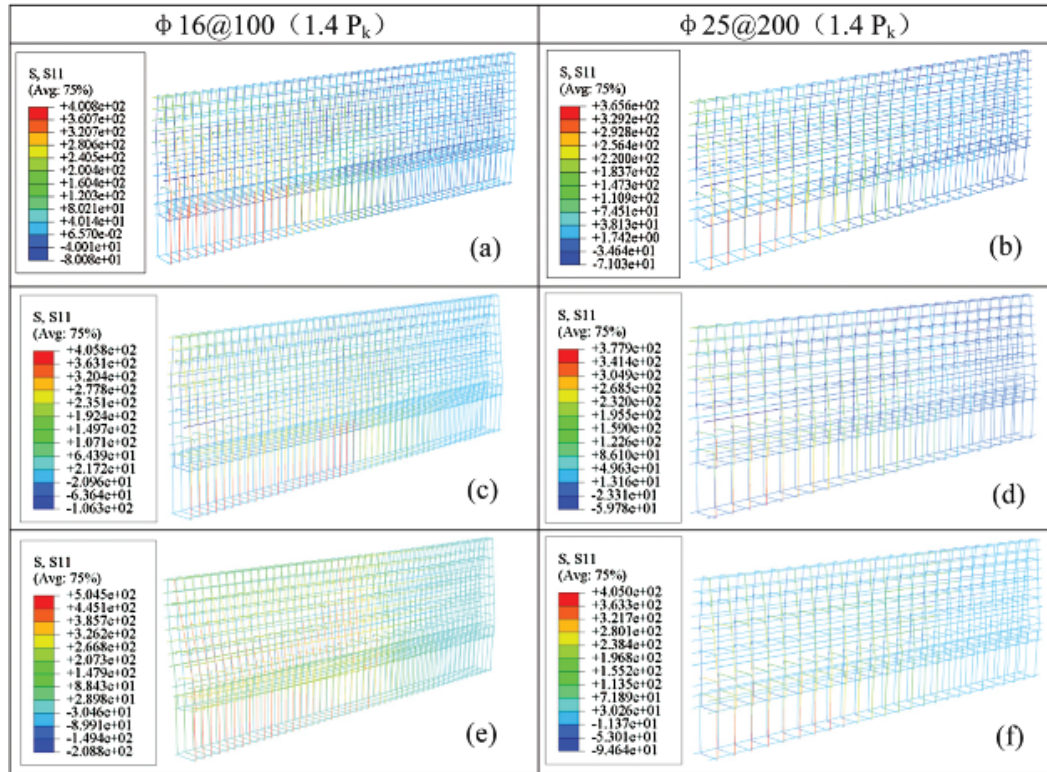 φ16@100（1.4 Pk）
φ25@200（1.4 Pk）
S, S11
(Avg: 75%)
+4.008e+02
+3.607e+02
+3.207e+02
+2.806e+02
+2.405e+02
+2.004e+02
+1.604e+02
+1.203e+02
+8.021e+01
+4.014e+01
+6.570e-02
-4.001e+01
-8.008e+01
(a)
S, S11
(Avg: 75%)
+3.656e+02
+3.292e+02
+2.928e+02
+2.564e+02
+2.200e+02
+1.837e+02
+1.473e+02
+1.109e+02
+7.451e+01
+3.813e+01
+1.742e+00
-3.464e+01
-7.103e+01
(b)
S, S11
(Avg: 75%)
+4.058e+02
+3.631e+02
+3.204e+02
+2.778e+02
+2.351e+02
+1.924e+02
+1.497e+02
+1.071e+02
+6.439e+01
+2.172e+01
-2.096e+01
-6.364e+01
-1.063e+02
(c)
S, S11
(Avg: 75%)
+3.779e+02
+3.414e+02
+3.049e+02
+2.685e+02
+2.320e+02
+1.955e+02
+1.590e+02
+1.226e+02
+8.610e+01
+4.963e+01
+1.316e+01
-2.331e+01
-5.978e+01
(d)
S, S11
(Avg: 75%)
+5.045e+02
+4.451e+02
+3.857e+02
+3.262e+02
+2.668e+02
+2.073e+02
+1.479e+02
+8.843e+01
+2.898e+01
-3.046e+01
-8.991e+01
-1.494e+02
-2.088e+02
(e)
S, S11
(Avg: 75%)
+4.050e+02
+3.633e+02
+3.217e+02
+2.801e+02
+2.384e+02
+1.968e+02
+1.552e+02
+1.135e+02
+7.189e+01
+3.026e+01
-1.137e+01
-5.301e+01
-9.464e+01
(f)